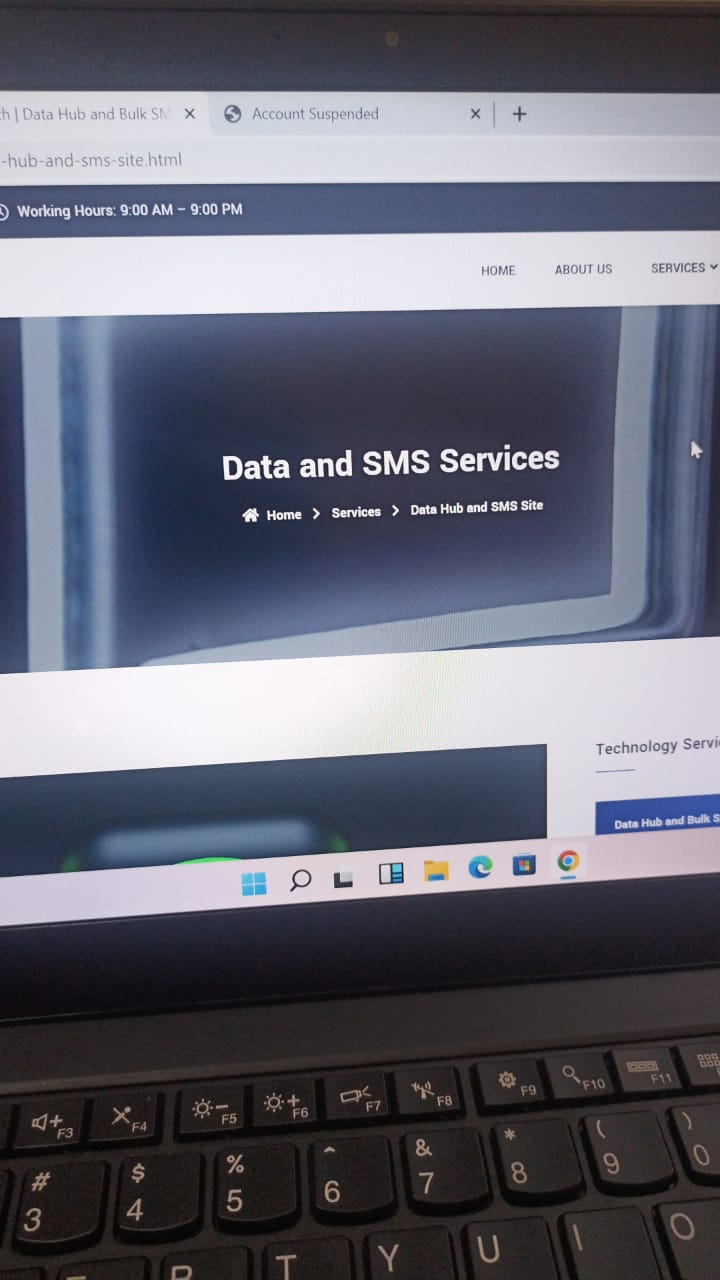 h | Data Hub and Bulk SM
Account Suspended
-hub-and-sms-site.html
Working Hours: 9:00 AM – 9:00 PM
HOME ABOUT US SERVICES
Data and SMS Services
Home > Services > Data Hub and SMS Site
Technology Servi
Data Hub and Bulk S
F3 F4 F5 F6 F7 F8 F9 F10 F11
# $ % ^ & * ( )
3 4 5 6 7 8 9 0
R T Y U I O